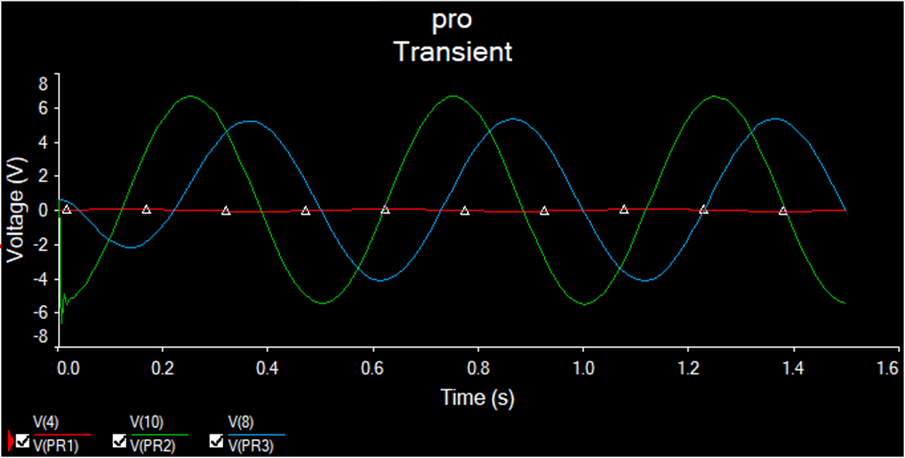 pro
Transient
Voltage (V)
8
6
4
2
0
-2
-4
-6
-8
0.0 0.2 0.4 0.6 0.8 1.0 1.2 1.4 1.6
Time (s)
V(4) V(10) V(8)
V(PR1) V(PR2) V(PR3)